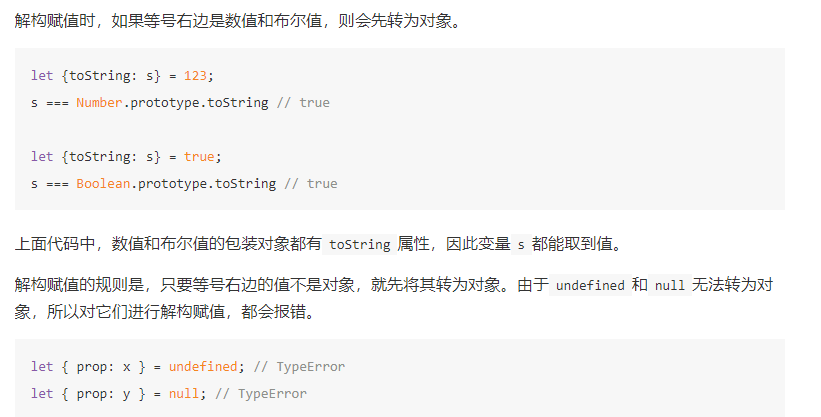 解构赋值时，如果等号右边是数值和布尔值，则会先转为对象。
let {toString: s} = 123;
s === Number.prototype.toString // true
let {toString: s} = true;
s === Boolean.prototype.toString // true
上面代码中，数值和布尔值的包装对象都有 toString 属性，因此变量 s 都能取到值。
解构赋值的规则是，只要等号右边的值不是对象，就先将其转为对象。由于 undefined 和 null 无法转为对
象，所以对它们进行解构赋值，都会报错。
let { prop: x } = undefined; // TypeError
let { prop: y } = null; // TypeError